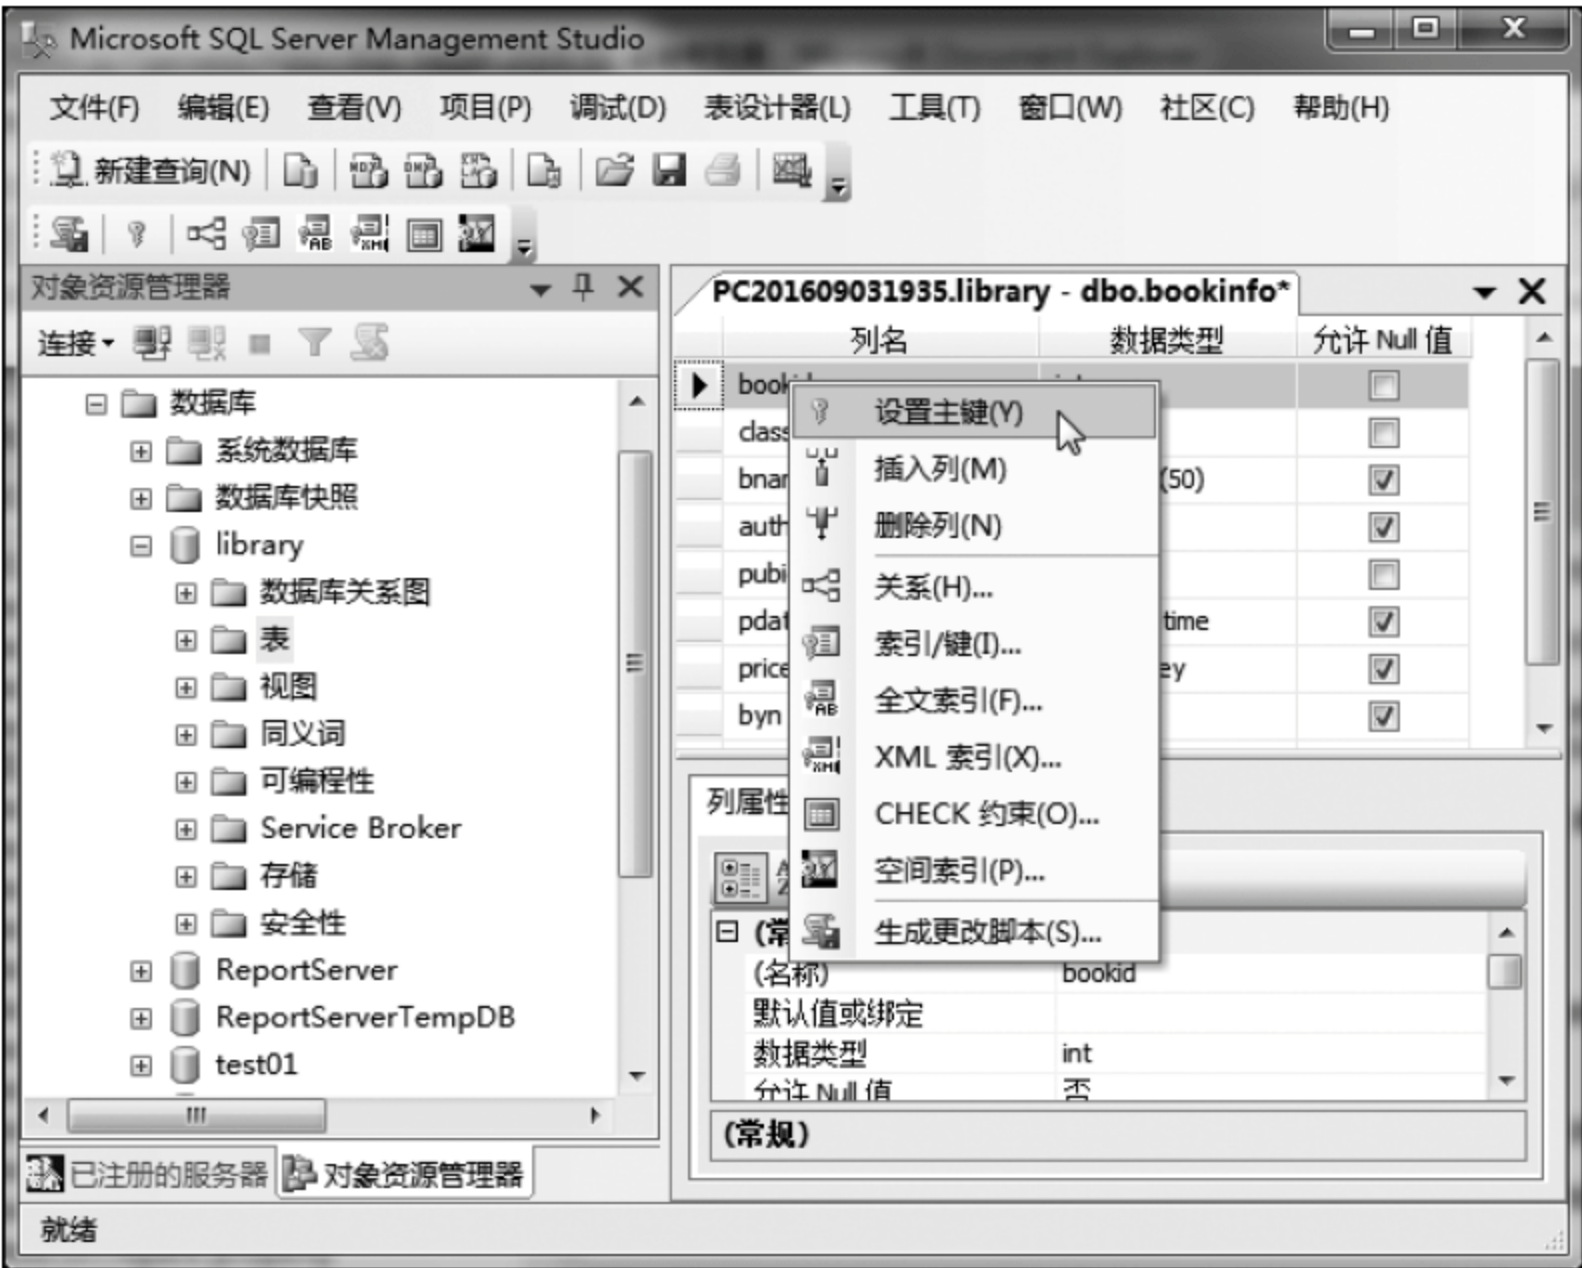 Microsoft SQL Server Management Studio
文件(F) 编辑(E) 查看(V) 项目(P) 调试(D) 表设计器(L) 工具(T) 窗口(W) 社区(C) 帮助(H)
新建查询(N)
对象资源管理器
连接
数据库
系统数据库
数据库快照
library
数据库关系图
表
视图
同义词
可编程性
Service Broker
存储
安全性
ReportServer
ReportServerTempDB
test01
已注册的服务器 对象资源管理器
就绪
PC201609031935.library - dbo.bookinfo*
列名 数据类型 允许 Null 值
设置主键(Y)
插入列(M)
删除列(N)
关系(H)...
索引/键(I)...
全文索引(F)...
XML 索引(X)...
CHECK 约束(O)...
空间索引(P)...
生成更改脚本(S)...
(50)
time
price
byn
列属性
(名称) bookid
默认值或绑定
数据类型 int
允许 Null 值 否
(常规)